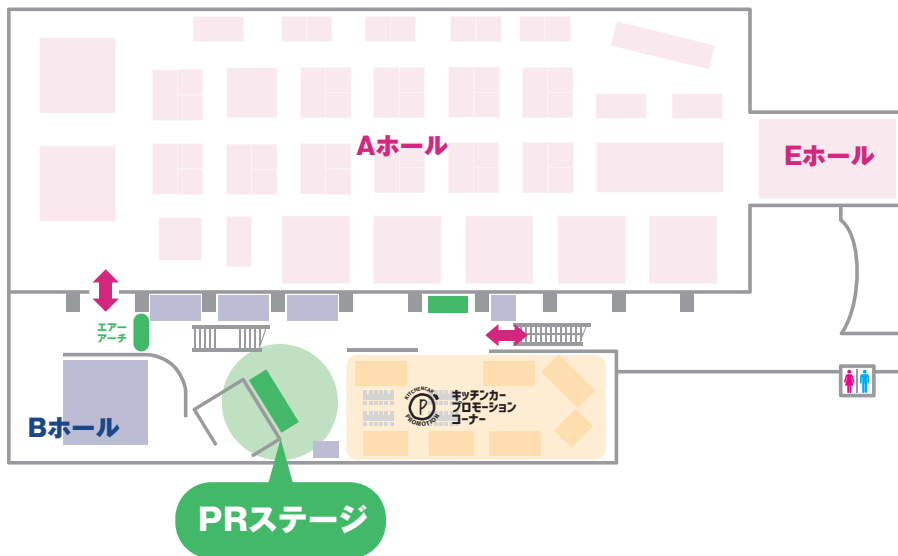 Aホール
Eホール
エアー
アーチ
Bホール
KITCHENCAR
P
PROMOTION
キッチンカー
プロモーション
コーナー
PRステージ